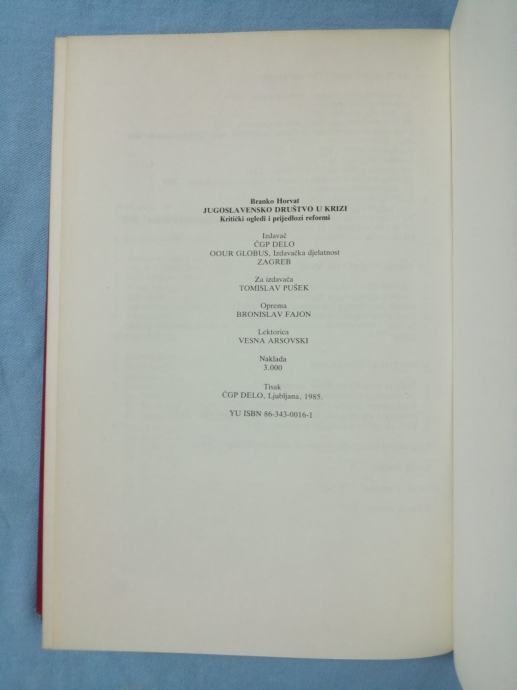 Branko Horvat
JUGOSLAVENSKO DRUŠTVO U KRIZI
Kritički ogledi i prijedlozi reformi
Izdavač
ČGP DELO
OOUR GLOBUS, Izdavačka djelatnost
ZAGREB
Za izdavača
TOMISLAV PUŠEK
Oprema
BRONISLAV FAJON
Lektorica
VESNA ARSOVSKI
Naklada
3.000
Tisak
ČGP DELO, Ljubljana, 1985.
YU ISBN 86-343-0016-1